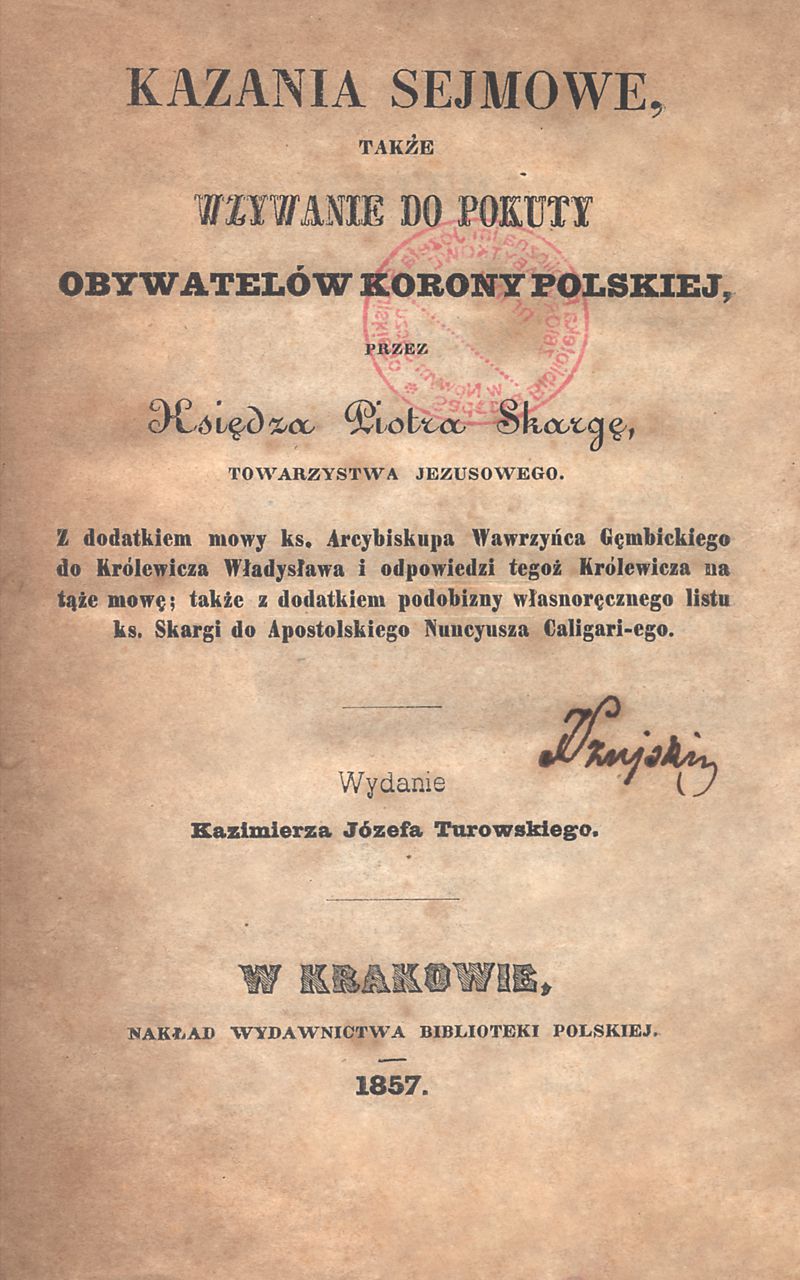 KAZANIA SEJMOWE,
TAKŻE
WZYWANIE DO POKUTY
OBYWATELÓW KORONY POLSKIEJ,
PRZEZ
Księdza Piotra Skargę,
TOWARZYSTWA JEZUSOWEGO.
Z dodatkiem mowy ks. Arcybiskupa Wawrzyńca Gęmbickiego
do Królewicza Władysława i odpowiedzi tegoż Królewicza na
tąże mowę; także z dodatkiem podobizny własnoręcznego listu
ks. Skargi do Apostolskiego Nuncyusza Caligari-ego.
Wydanie
Kazimierza Józefa Turowskiego.
W KRAKOWIE,
NAKŁAD WYDAWNICTWA BIBLIOTEKI POLSKIEJ.
1857.